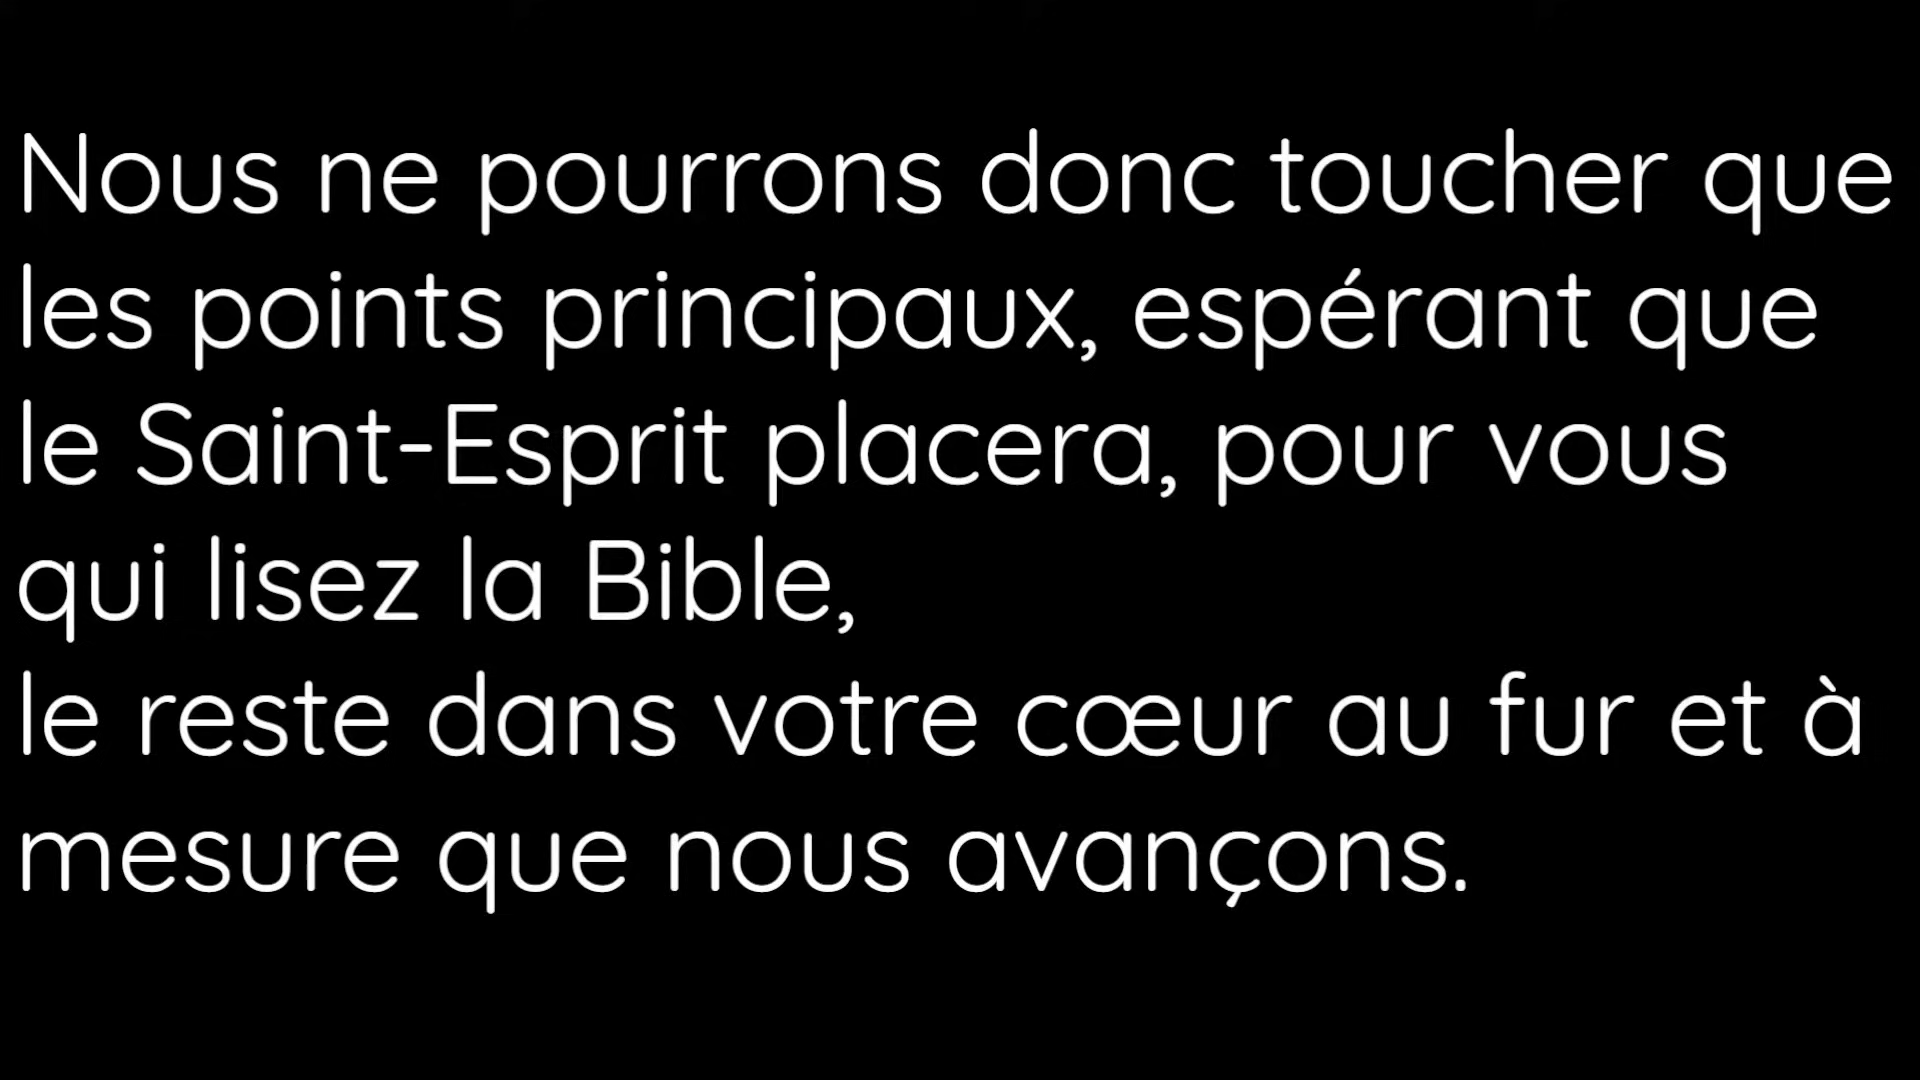 Nous ne pourrons donc toucher que
les points principaux, espérant que
le Saint-Esprit placera, pour vous
qui lisez la Bible,
le reste dans votre cœur au fur et à
mesure que nous avançons.